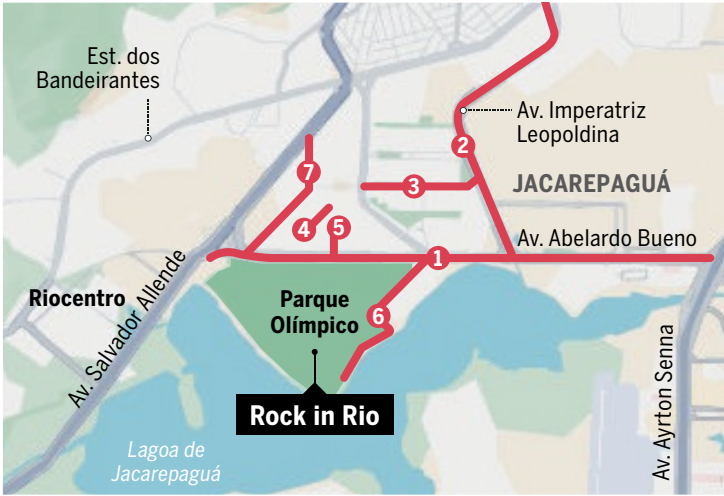 Est. dos
Bandeirantes
Av. Imperatriz
Leopoldina
2
7
3
JACAREPAGUÁ
4
5
Av. Abelardo Bueno
1
Riocentro
Av. Salvador Allende
Parque
Olímpico
6
Rock in Rio
Av. Ayrton Senna
Lagoa de
Jacarepaguá